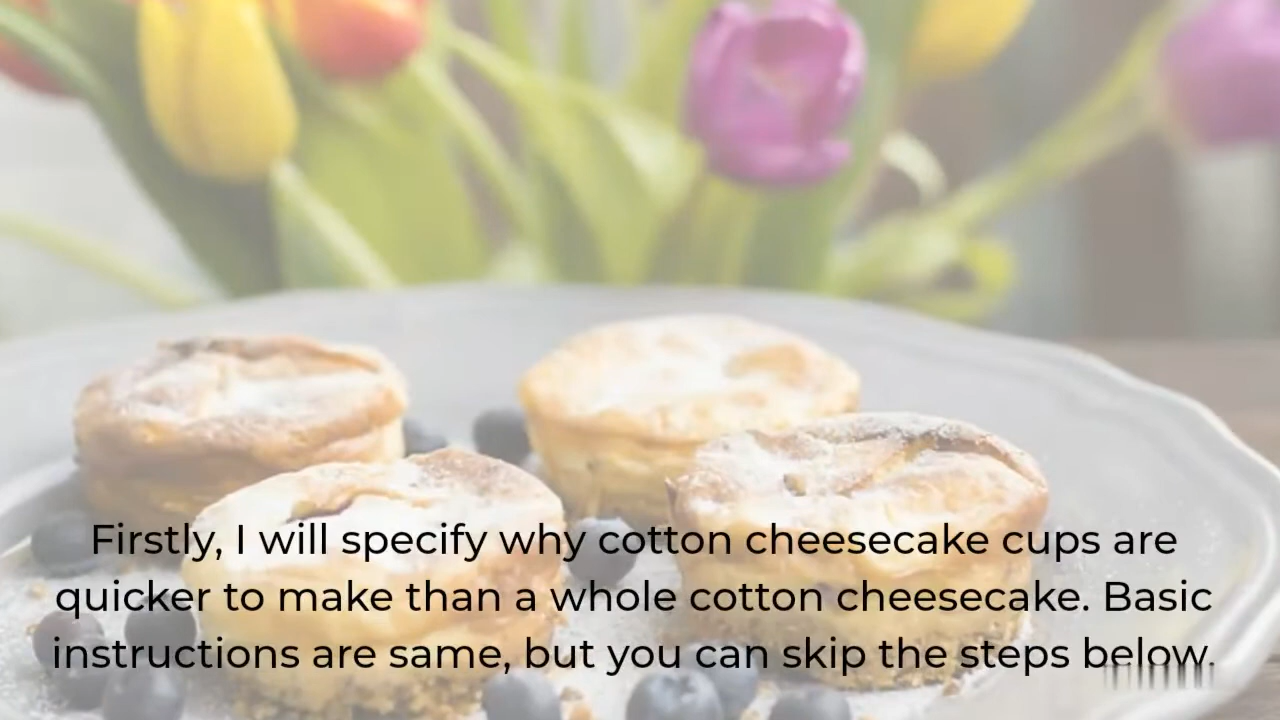 Firstly, I will specify why cotton cheesecake cups are
quicker to make than a whole cotton cheesecake. Basic
instructions are same, but you can skip the steps below.